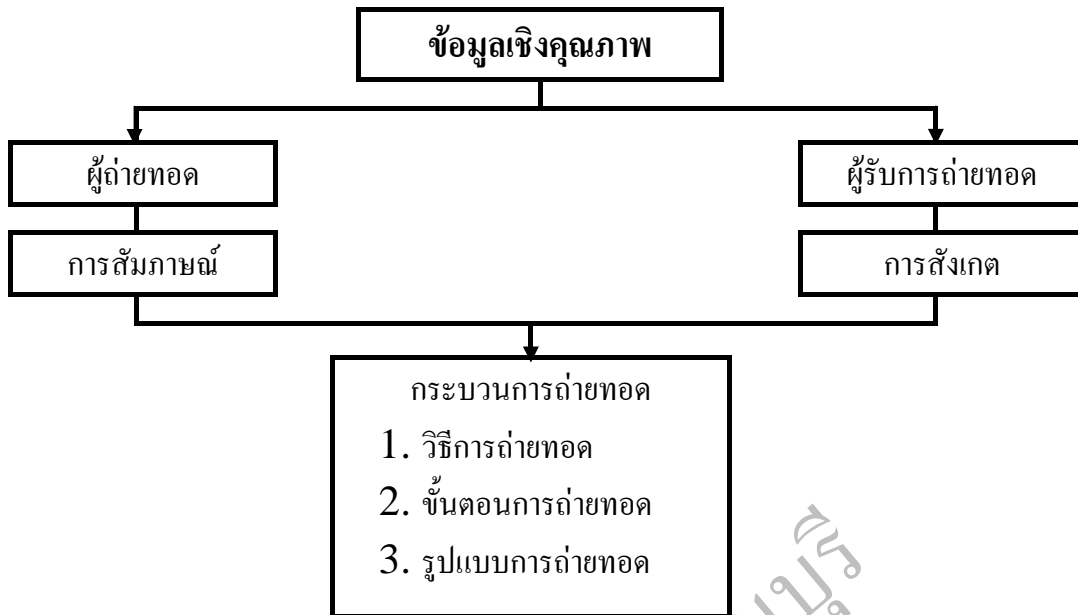 ข้อมูลเชิงคุณภาพ
ผู้ถ่ายทอด
ผู้รับการถ่ายทอด
การสัมภาษณ์
การสังเกต
กระบวนการถ่ายทอด
1. วิธีการถ่ายทอด
2. ขั้นตอนการถ่ายทอด
3. รูปแบบการถ่ายทอด